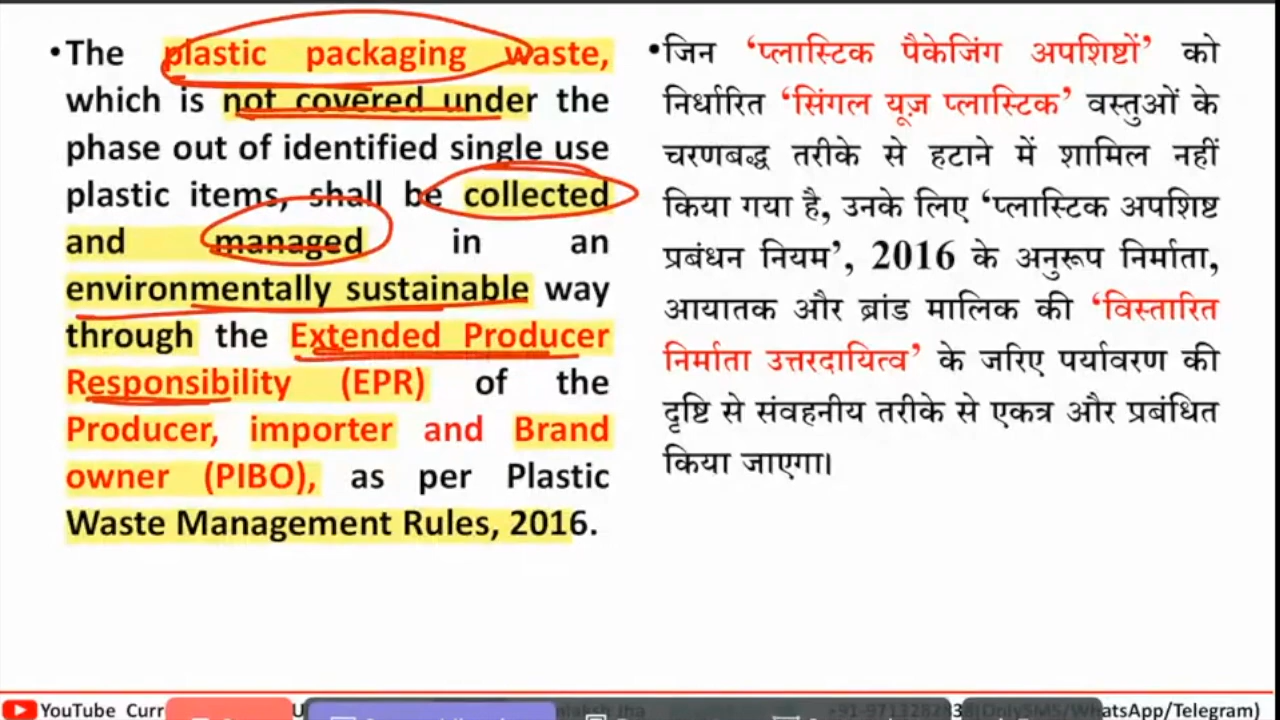 •The plastic packaging waste,
which is not covered under the
phase out of identified single use
plastic items, shall be collected
and managed in an
environmentally sustainable way
through the Extended Producer
Responsibility (EPR) of the
Producer, importer and Brand
owner (PIBO), as per Plastic
Waste Management Rules, 2016.
•जिन ‘प्लास्टिक पैकेजिंग अपशिष्टों’ को
निर्धारित ‘सिंगल यूज़ प्लास्टिक’ वस्तुओं के
चरणबद्ध तरीके से हटाने में शामिल नहीं
किया गया है, उनके लिए ‘प्लास्टिक अपशिष्ट
प्रबंधन नियम’, 2016 के अनुरूप निर्माता,
आयातक और ब्रांड मालिक की ‘विस्तारित
निर्माता उत्तरदायित्व’ के जरिए पर्यावरण की
दृष्टि से संवहनीय तरीके से एकत्र और प्रबंधित
किया जाएगा।
YouTube